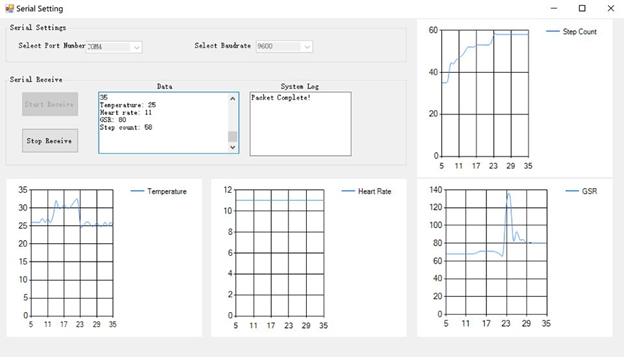 Serial Setting
Serial Settings
Select Port Number COM4
Select Baudrate 9600
Serial Receive
Data
System Log
Start Receive
Stop Receive
35
Temperature: 25
Heart rate: 11
GSR: 80
Step count: 58
Packet Complete!
Step Count
60
40
20
0
5 11 17 23 29 35
Temperature
35
30
25
20
15
10
5
0
5 11 17 23 29 35
Heart Rate
12
10
8
6
4
2
0
5 11 17 23 29 35
GSR
140
120
100
80
60
40
20
0
5 11 17 23 29 35